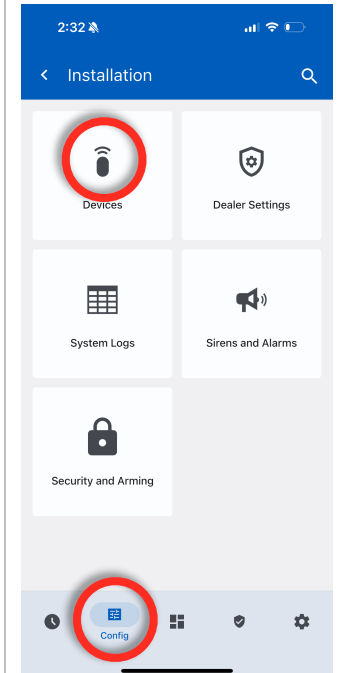 2:32
Installation
Devices
Dealer Settings
System Logs
Sirens and Alarms
Security and Arming
Config